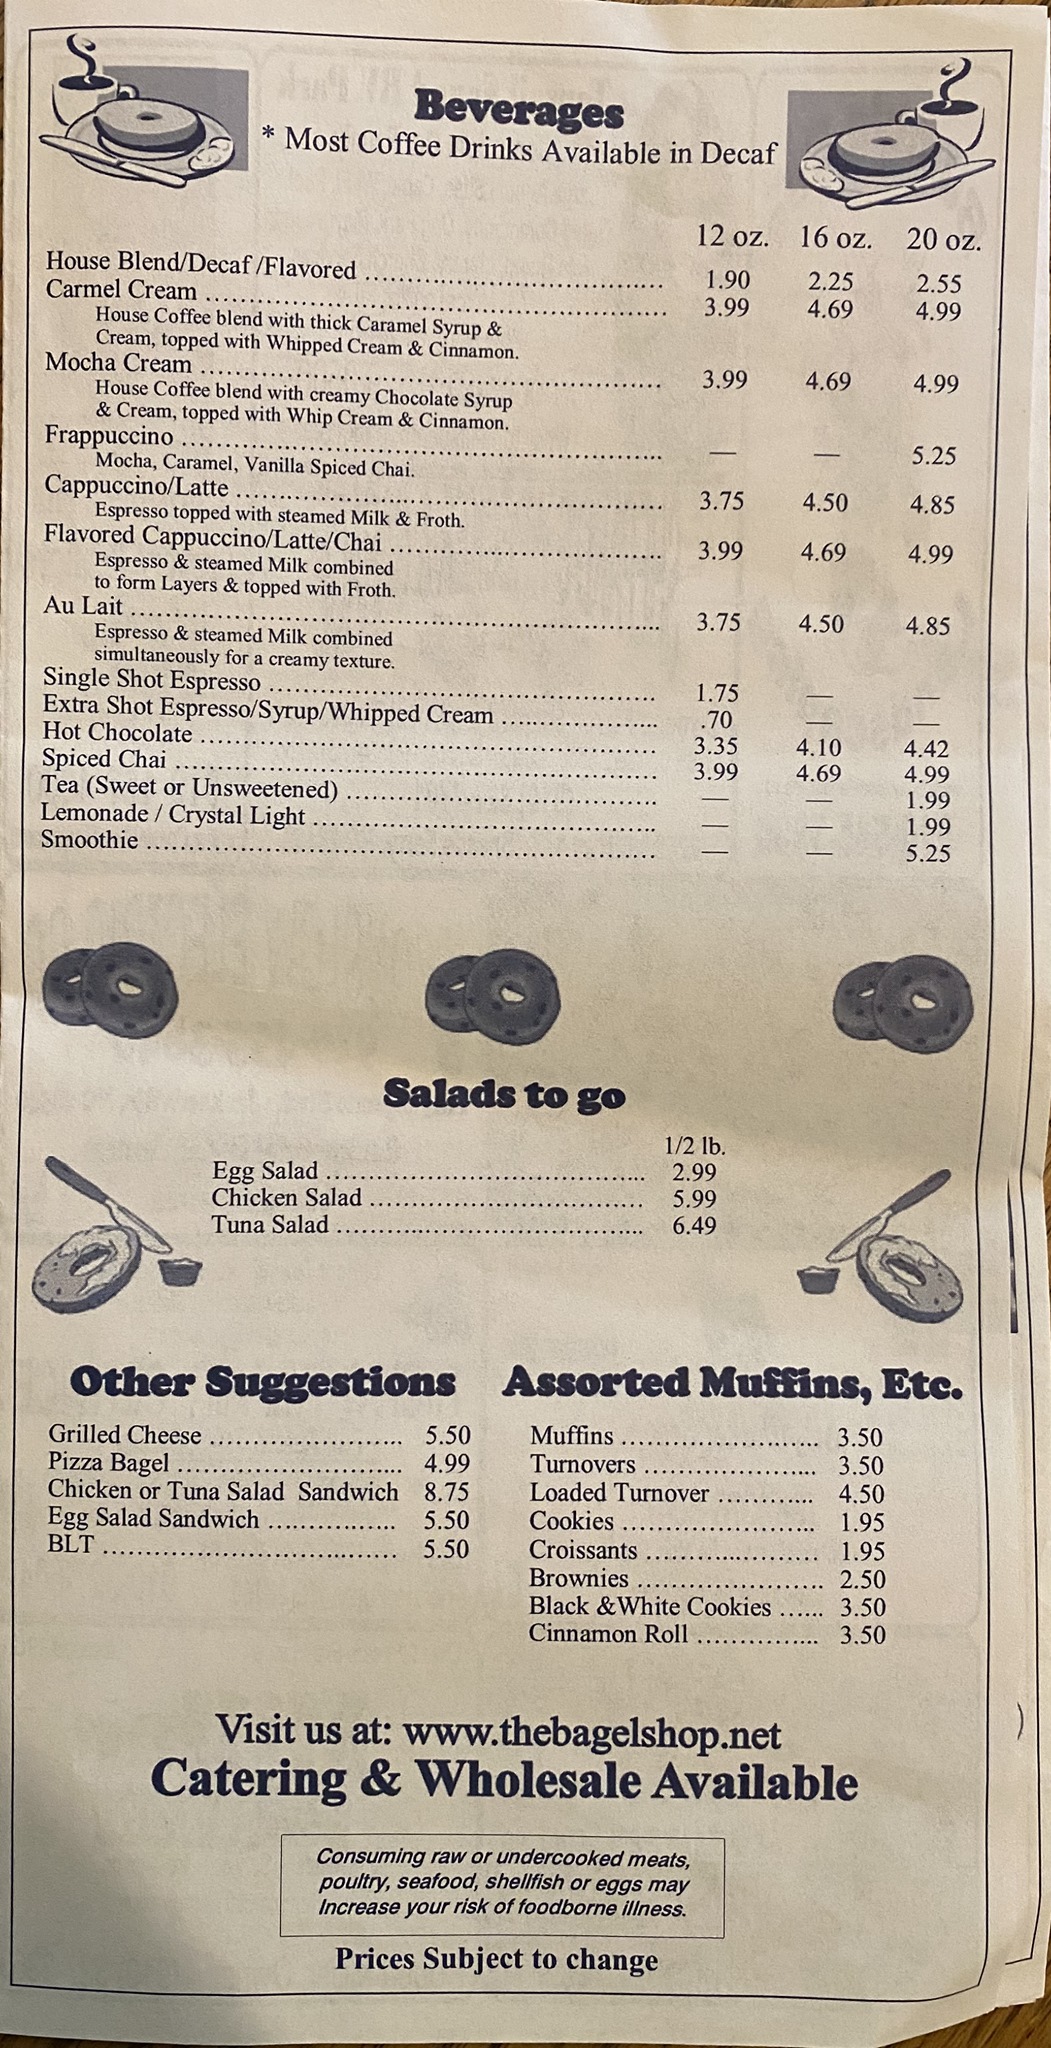 Beverages
* Most Coffee Drinks Available in Decaf
12 oz. 16 oz. 20 oz.
House Blend/Decaf /Flavored ........................................ 1.90 2.25 2.55
Carmel Cream ........................................ 3.99 4.69 4.99
House Coffee blend with thick Caramel Syrup &
Cream, topped with Whipped Cream & Cinnamon.
Mocha Cream ........................................ 3.99 4.69 4.99
House Coffee blend with creamy Chocolate Syrup
& Cream, topped with Whip Cream & Cinnamon.
Frappuccino ........................................ — — 5.25
Mocha, Caramel, Vanilla Spiced Chai.
Cappuccino/Latte ........................................ 3.75 4.50 4.85
Espresso topped with steamed Milk & Froth.
Flavored Cappuccino/Latte/Chai ........................................ 3.99 4.69 4.99
Espresso & steamed Milk combined
to form Layers & topped with Froth.
Au Lait ........................................ 3.75 4.50 4.85
Espresso & steamed Milk combined
simultaneously for a creamy texture.
Single Shot Espresso ........................................ 1.75 — —
Extra Shot Espresso/Syrup/Whipped Cream ........................ .70 — —
Hot Chocolate ........................................ 3.35 4.10 4.42
Spiced Chai ........................................ 3.99 4.69 4.99
Tea (Sweet or Unsweetened) ........................................ — — 1.99
Lemonade / Crystal Light ........................................ — — 1.99
Smoothie ........................................ — — 5.25
Salads to go
1/2 lb.
Egg Salad ........................................ 2.99
Chicken Salad ........................................ 5.99
Tuna Salad ........................................ 6.49
Other Suggestions
Grilled Cheese ........................ 5.50
Pizza Bagel ............................ 4.99
Chicken or Tuna Salad Sandwich 8.75
Egg Salad Sandwich ................ 5.50
BLT .................................... 5.50
Assorted Muffins, Etc.
Muffins ........................ 3.50
Turnovers ..................... 3.50
Loaded Turnover ............ 4.50
Cookies ........................ 1.95
Croissants ..................... 1.95
Brownies ....................... 2.50
Black &White Cookies ...... 3.50
Cinnamon Roll ............... 3.50
Visit us at: www.thebagelshop.net
Catering & Wholesale Available
Consuming raw or undercooked meats,
poultry, seafood, shellfish or eggs may
Increase your risk of foodborne illness.
Prices Subject to change